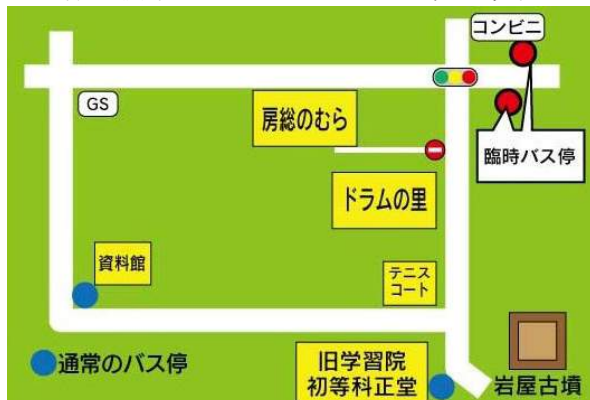 コンビニ
GS
房総のむら
臨時バス停
ドラムの里
資料館
テニス
コート
通常のバス停
旧学習院
初等科正堂
岩屋古墳